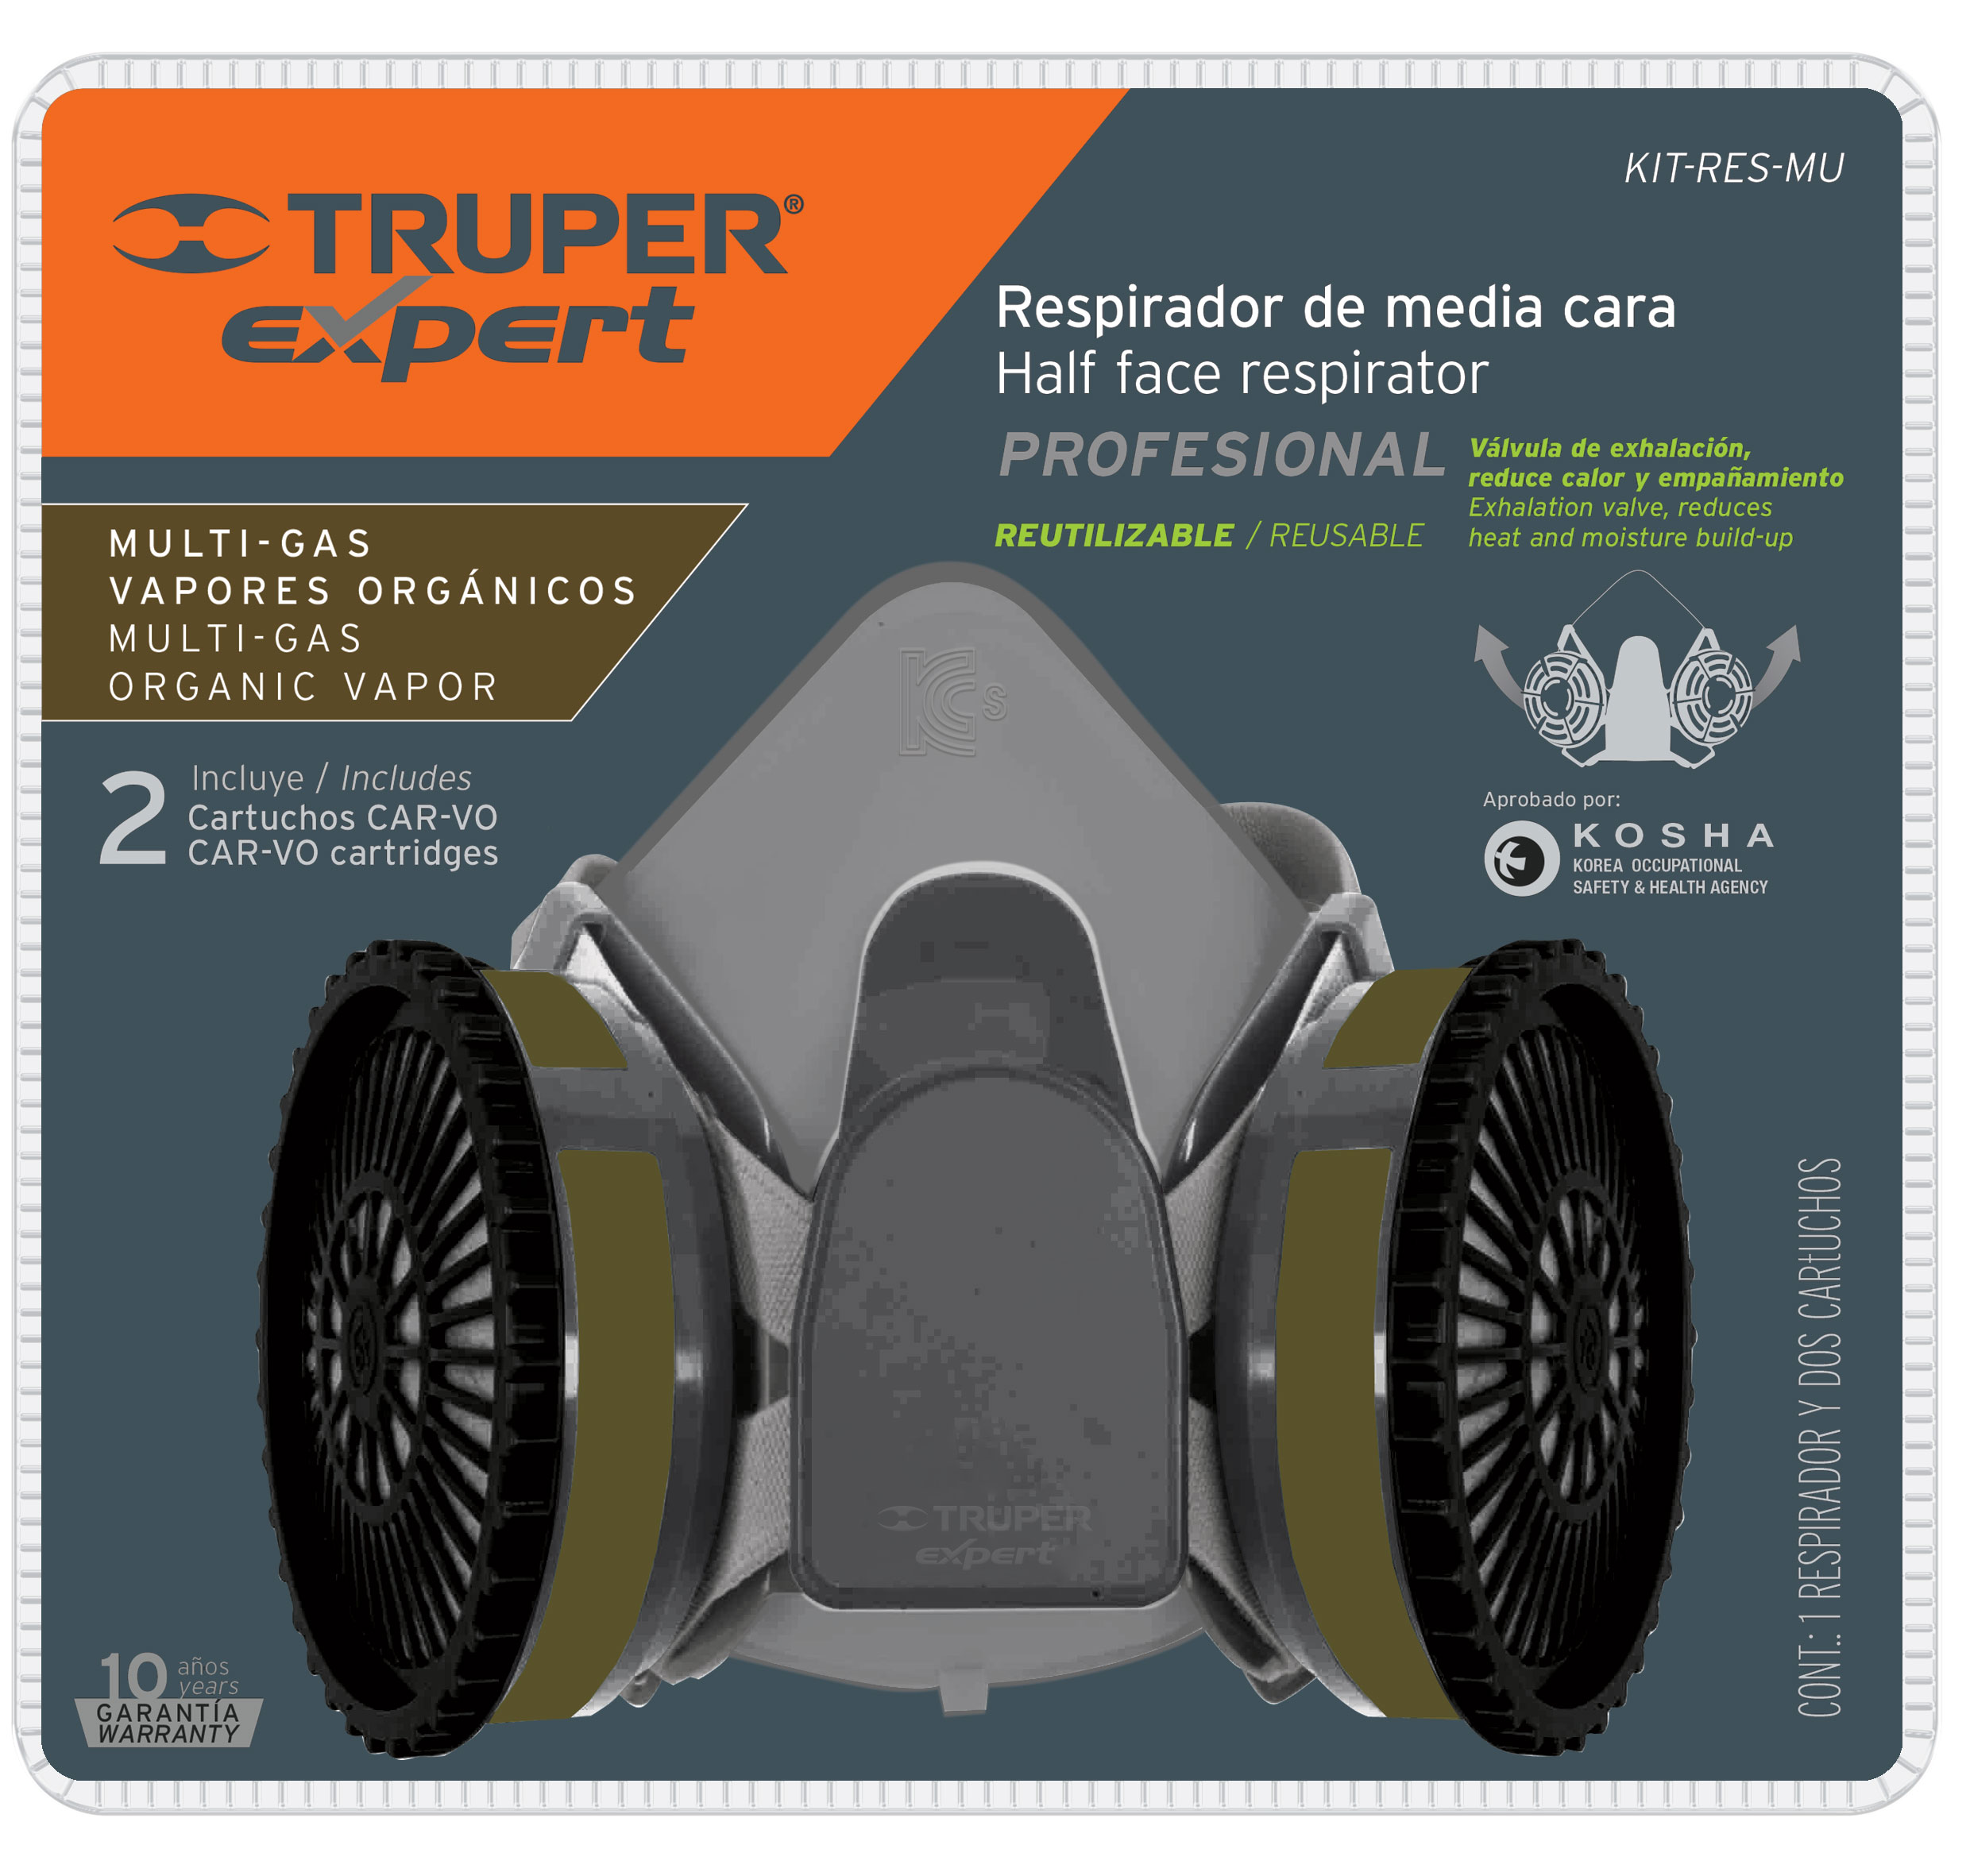 KIT-RES-MU
TRUPER®
expert
Respirador de media cara
Half face respirator
PROFESIONAL
REUTILIZABLE / REUSABLE
Válvula de exhalación,
reduce calor y empañamiento
Exhalation valve, reduces
heat and moisture build-up
MULTI-GAS
VAPORES ORGÁNICOS
MULTI-GAS
ORGANIC VAPOR
2
Incluye / Includes
Cartuchos CAR-VO
CAR-VO cartridges
Aprobado por:
KOSHA
KOREA OCCUPATIONAL
SAFETY & HEALTH AGENCY
KCs
TRUPER
expert
10 años
years
GARANTÍA
WARRANTY
CONT.: 1 RESPIRADOR Y DOS CARtUCHOS